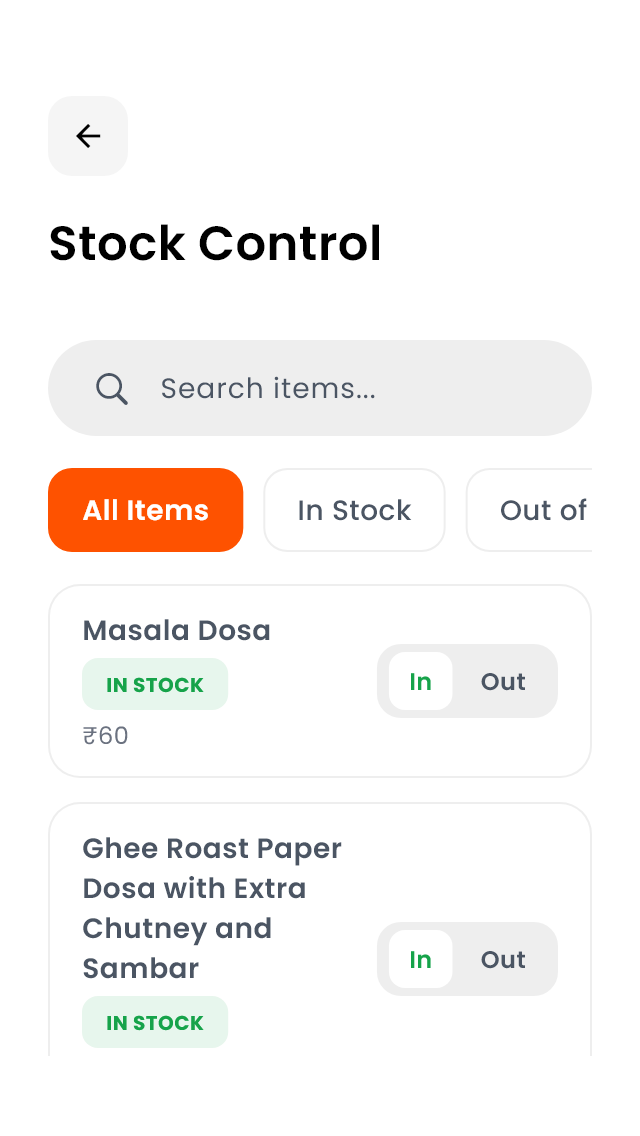 Stock Control
Search items...
All Items
In Stock
Out of
Masala Dosa
IN STOCK
₹60
In
Out
Ghee Roast Paper
Dosa with Extra
Chutney and
Sambar
IN STOCK
In
Out